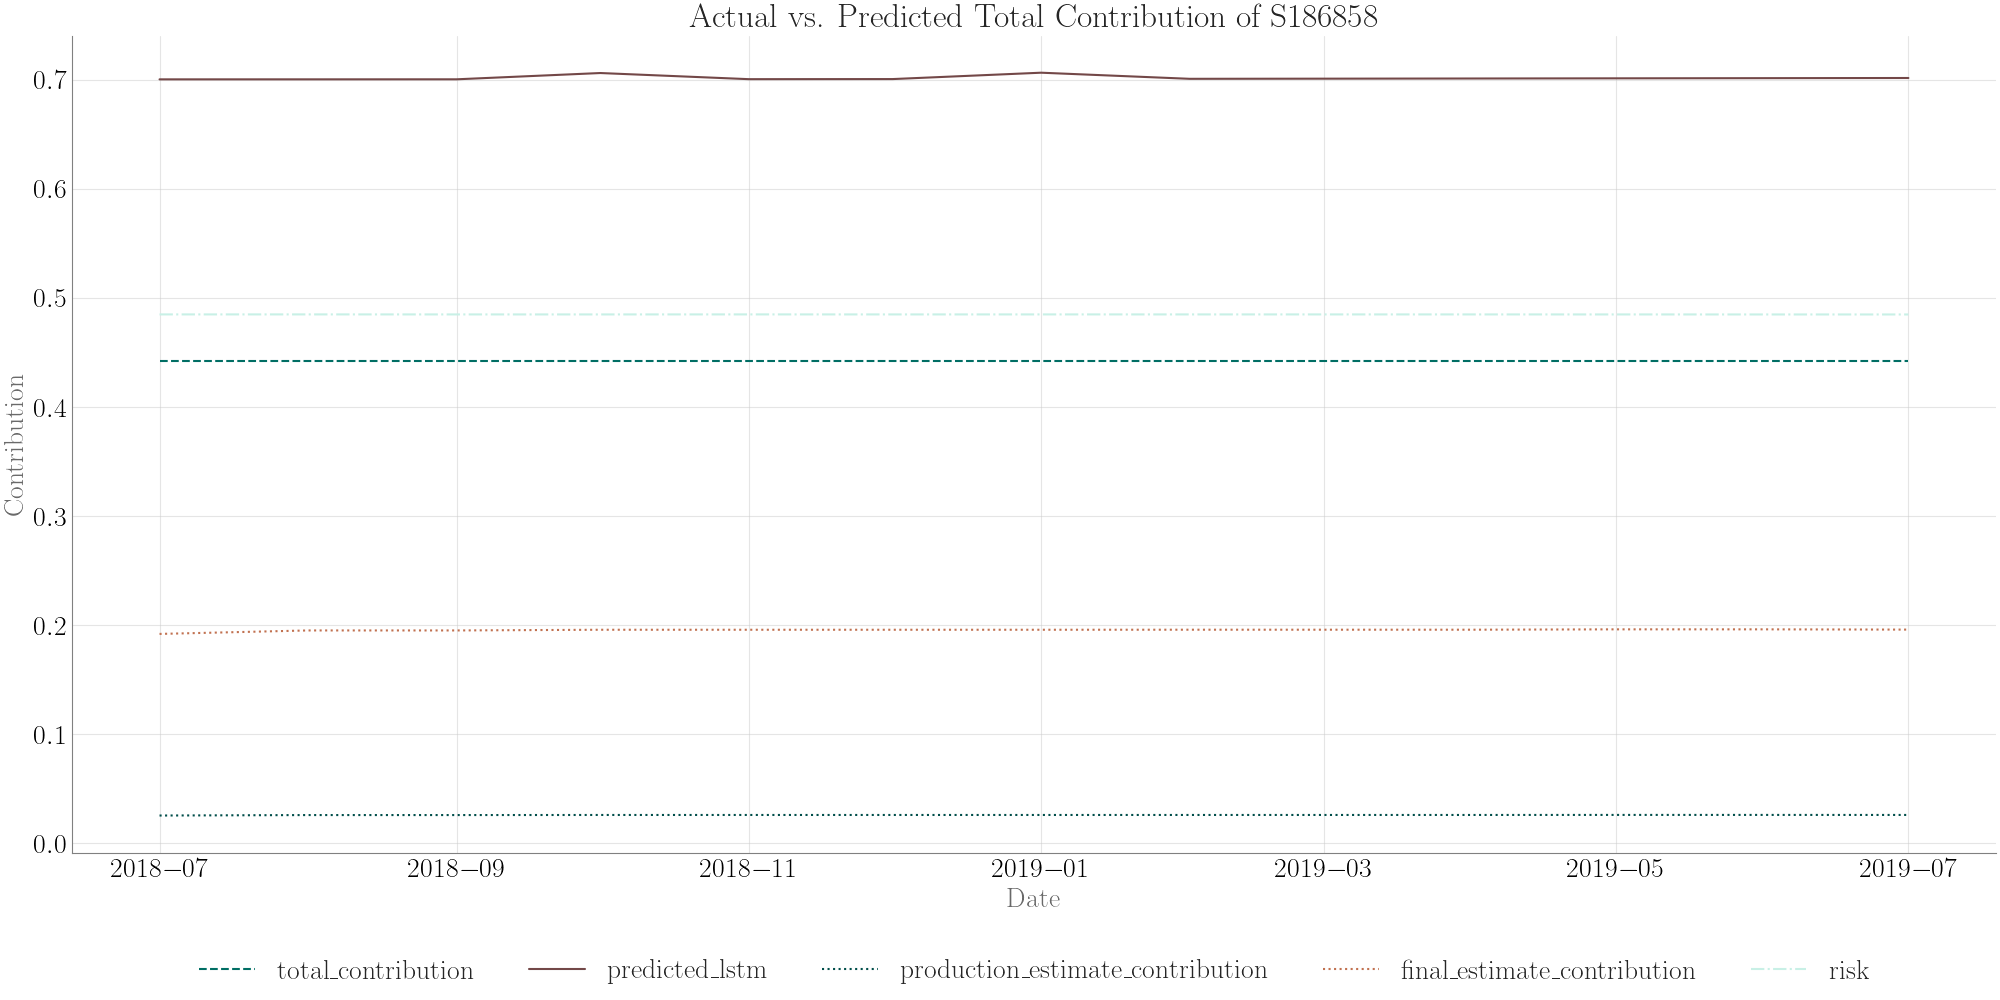 Actual vs. Predicted Total Contribution of S186858
0.7
0.6
0.5
0.4
0.3
0.2
0.1
0.0
Contribution
2018–07 2018–09 2018–11 2019–01 2019–03 2019–05 2019–07
Date
total_contribution predicted_lstm production_estimate_contribution final_estimate_contribution risk